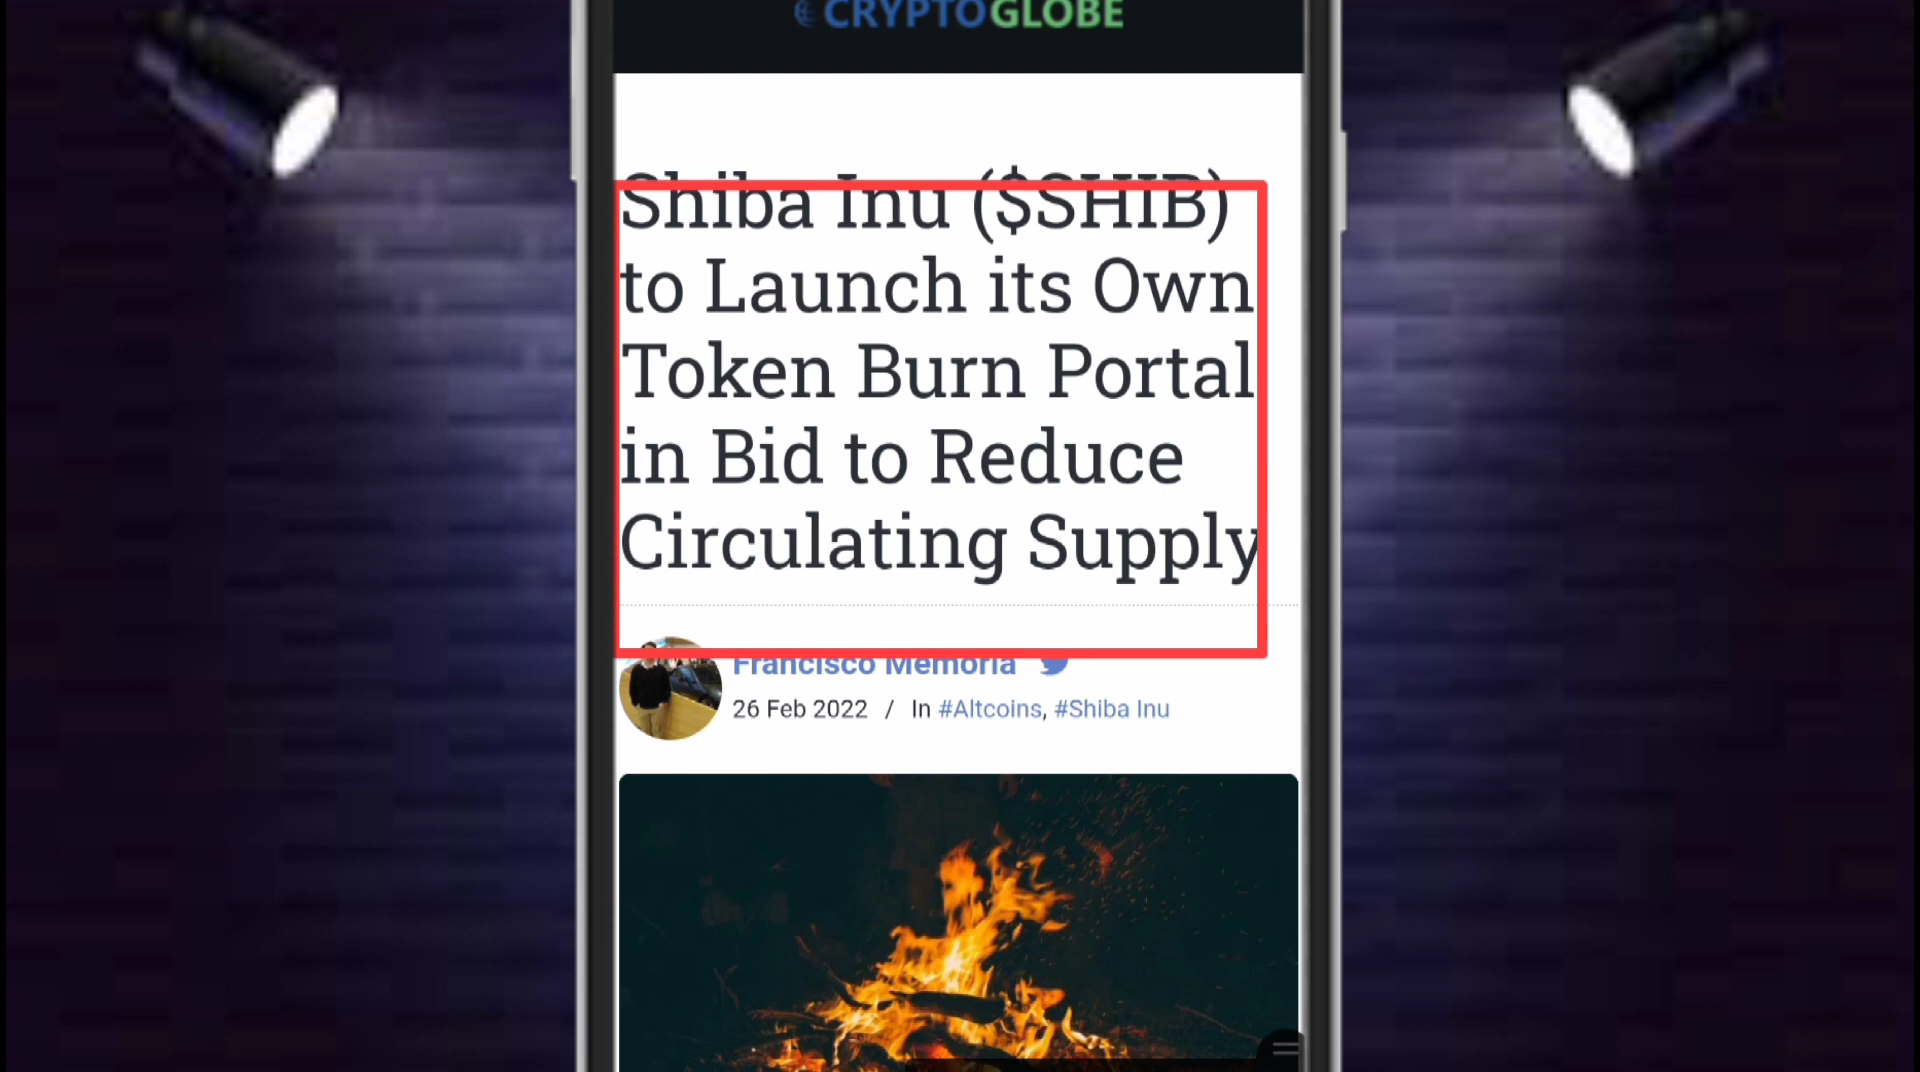 CRYPTOGLOBE
Shiba Inu ($SHIB)
to Launch its Own
Token Burn Portal
in Bid to Reduce
Circulating Supply
Francisco Memoria
26 Feb 2022 / In #Altcoins, #Shiba Inu